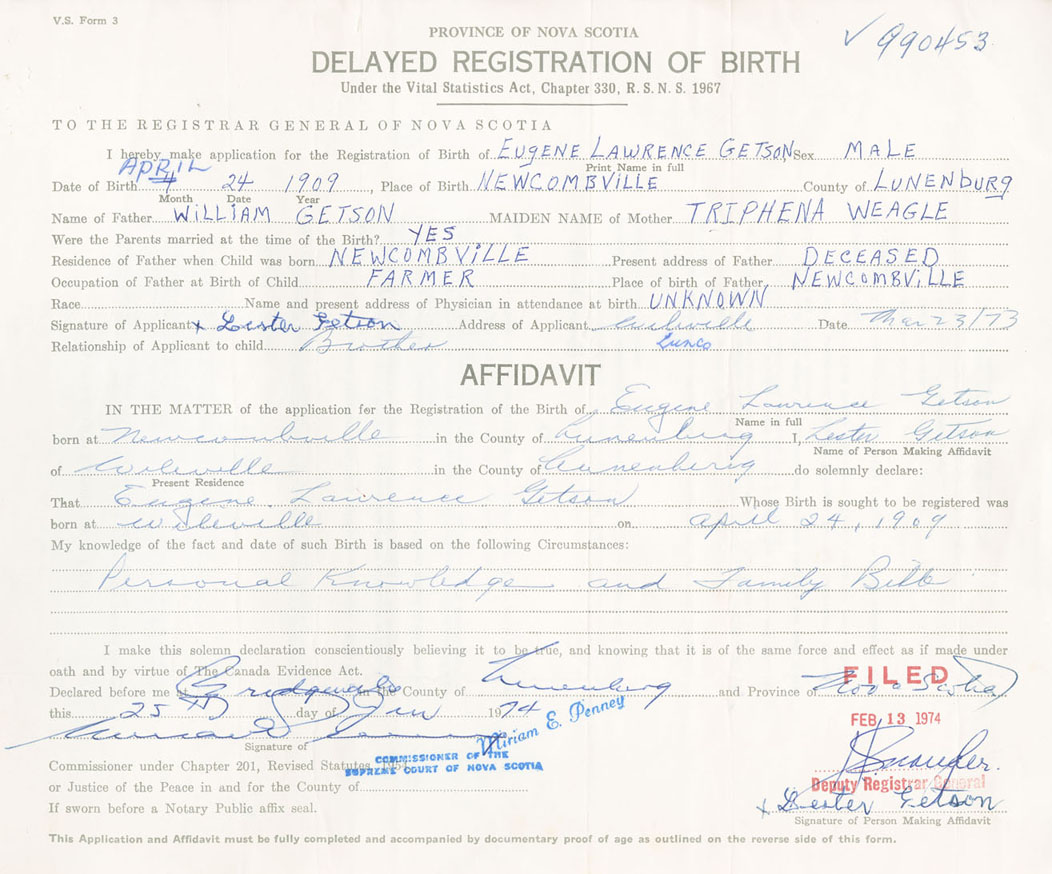 V.S. Form 3
✓ 990453
PROVINCE OF NOVA SCOTIA
DELAYED REGISTRATION OF BIRTH
Under the Vital Statistics Act, Chapter 330, R.S.N.S. 1967
TO THE REGISTRAR GENERAL OF NOVA SCOTIA
I hereby make application for the Registration of Birth of EUGENE LAWRENCE GETSON Sex MALE
Print Name in full
APRIL
Date of Birth 4 24 1909, Place of Birth NEWCOMBVILLE County of LUNENBURG
Month Date Year
Name of Father WILLIAM GETSON MAIDEN NAME of Mother TRIPHENA WEAGLE
Were the Parents married at the time of the Birth? YES
Residence of Father when Child was born NEWCOMBVILLE Present address of Father DECEASED
Occupation of Father at Birth of Child FARMER Place of birth of Father NEWCOMBVILLE
Race Name and present address of Physician in attendance at birth UNKNOWN
Signature of Applicant x Lester Getson Address of Applicant Wileville Date Mar 23/73
Relationship of Applicant to child Brother Lun Co
AFFIDAVIT
IN THE MATTER of the application for the Registration of the Birth of Eugene Lawrence Getson
Name in full
born at Newcombville in the County of Lunenburg I, Lester Getson
Name of Person Making Affidavit
of Wileville in the County of Lunenburg do solemnly declare:
Present Residence
That Eugene Lawrence Getson Whose Birth is sought to be registered was
born at Wileville on April 24, 1909
My knowledge of the fact and date of such Birth is based on the following Circumstances:
Personal Knowledge and Family Bible
I make this solemn declaration conscientiously believing it to be true, and knowing that it is of the same force and effect as if made under
oath and by virtue of The Canada Evidence Act.
FILED
Declared before me at Bridgewater in the County of Lunenburg and Province of Nova Scotia
this 25th day of Jan 1974
FEB 13 1974
Signature of
Miriam E. Penney
COMMISSIONER OF THE
SUPREME COURT OF NOVA SCOTIA
Commissioner under Chapter 201, Revised Statutes, 195
or Justice of the Peace in and for the County of
Deputy Registrar General
x Lester Getson
If sworn before a Notary Public affix seal.
Signature of Person Making Affidavit
This Application and Affidavit must be fully completed and accompanied by documentary proof of age as outlined on the reverse side of this form.